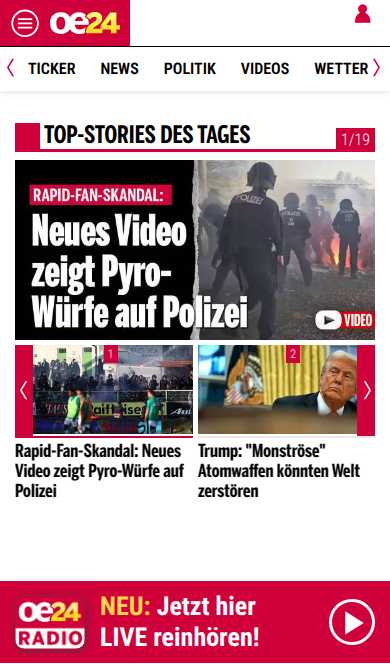 oe24
TICKER NEWS POLITIK VIDEOS WETTER
TOP-STORIES DES TAGES
1/19
RAPID-FAN-SKANDAL:
Neues Video
zeigt Pyro-
Würfe auf Polizei
POLIZEI
VIDEO
1
2
Rapid-Fan-Skandal: Neues
Video zeigt Pyro-Würfe auf
Polizei
Trump: "Monströse"
Atomwaffen könnten Welt
zerstören
oe24
RADIO
NEU: Jetzt hier
LIVE reinhören!